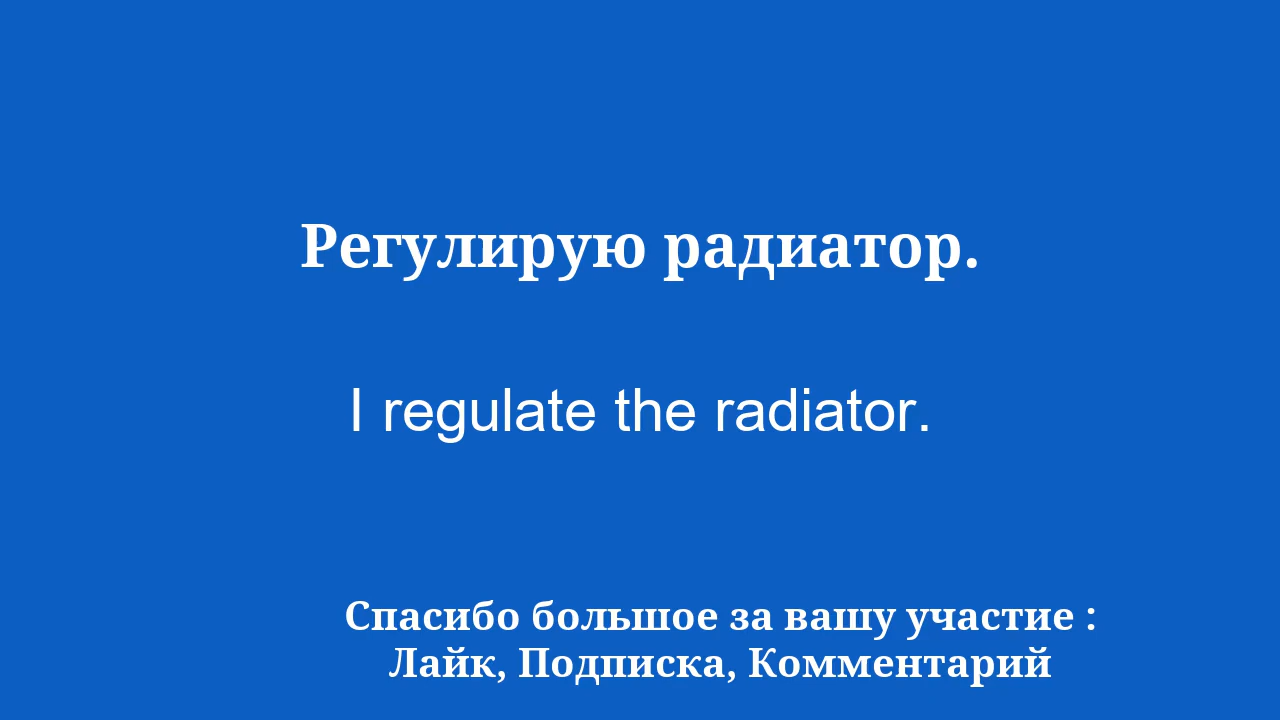 Регулирую радиатор.
I regulate the radiator.
Спасибо большое за вашу участие :
Лайк, Подписка, Комментарий